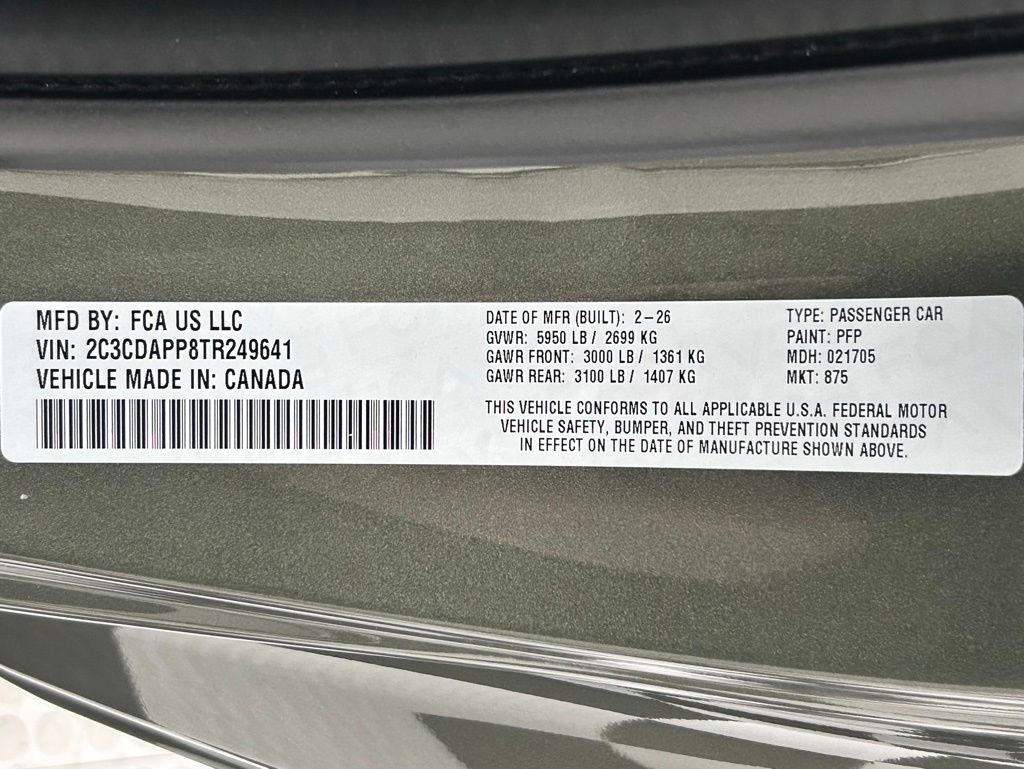 MFD BY: FCA US LLC
VIN: 2C3CDAPP8TR249641
VEHICLE MADE IN: CANADA
DATE OF MFR (BUILT): 2-26
GVWR: 5950 LB / 2699 KG
GAWR FRONT: 3000 LB / 1361 KG
GAWR REAR: 3100 LB / 1407 KG
TYPE: PASSENGER CAR
PAINT: PFP
MDH: 021705
MKT: 875
THIS VEHICLE CONFORMS TO ALL APPLICABLE U.S.A. FEDERAL MOTOR
VEHICLE SAFETY, BUMPER, AND THEFT PREVENTION STANDARDS
IN EFFECT ON THE DATE OF MANUFACTURE SHOWN ABOVE.